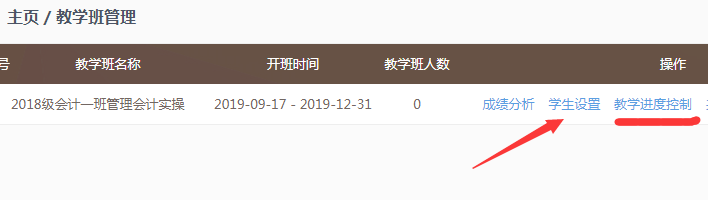 主页 / 教学班管理
号 教学班名称 开班时间 教学班人数 操作
2018级会计一班管理会计实操 2019-09-17 - 2019-12-31 0 成绩分析 学生设置 教学进度控制